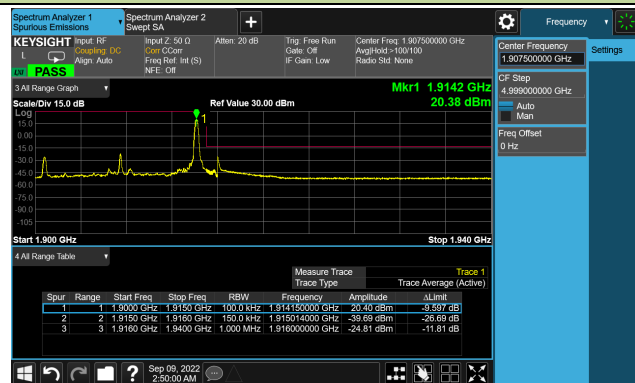 Spectrum Analyzer 1
Spurious Emissions
Spectrum Analyzer 2
Swept SA
+
Frequency
KEYSIGHT
L
PASS
Input: RF
Coupling: DC
Align: Auto
Input Z: 50 Ω
Corr CCorr
Freq Ref: Int (S)
NFE: Off
Atten: 20 dB
Trig: Free Run
Gate: Off
IF Gain: Low
Center Freq: 1.907500000 GHz
Avg|Hold:>100/100
Radio Std: None
Center Frequency
1.907500000 GHz
Settings
CF Step
4.999000000 GHz
Auto
Man
Freq Offset
0 Hz
3 All Range Graph
Mkr1 1.9142 GHz
20.38 dBm
Scale/Div 15.0 dB
Ref Value 30.00 dBm
Log
1
15.0
0.00
-15.0
-30.0
-45.0
-60.0
-75.0
-90.0
-105
Start 1.900 GHz
Stop 1.940 GHz
4 All Range Table
Measure Trace Trace 1
Trace Type Trace Average (Active)
Spur Range Start Freq Stop Freq RBW Frequency Amplitude ΔLimit
1 1 1.9000 GHz 1.9150 GHz 100.0 kHz 1.914150000 GHz 20.40 dBm -9.597 dB
2 2 1.9150 GHz 1.9160 GHz 150.0 kHz 1.915014000 GHz -39.69 dBm -26.69 dB
3 3 1.9160 GHz 1.9400 GHz 1.000 MHz 1.916000000 GHz -24.81 dBm -11.81 dB
?
Sep 09, 2022
2:50:00 AM